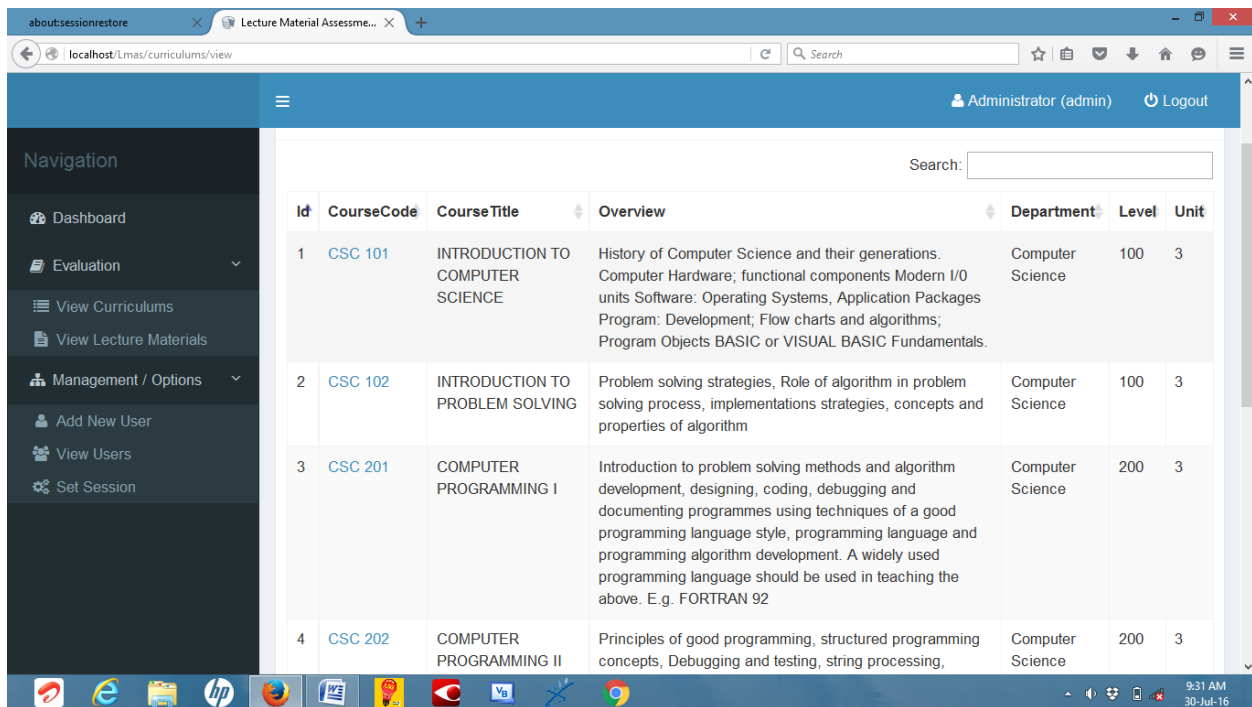 about:sessionrestore
Lecture Material Assessme...
localhost/Lmas/curriculums/view
Search
Administrator (admin)
Logout
Navigation
Dashboard
Evaluation
View Curriculums
View Lecture Materials
Management / Options
Add New User
View Users
Set Session
Search:
Id CourseCode CourseTitle Overview Department Level Unit
1 CSC 101 INTRODUCTION TO History of Computer Science and their generations. Computer 100 3
COMPUTER Computer Hardware; functional components Modern I/0 Science
SCIENCE units Software: Operating Systems, Application Packages
Program: Development; Flow charts and algorithms;
Program Objects BASIC or VISUAL BASIC Fundamentals.
2 CSC 102 INTRODUCTION TO Problem solving strategies, Role of algorithm in problem Computer 100 3
PROBLEM SOLVING solving process, implementations strategies, concepts and Science
properties of algorithm
3 CSC 201 COMPUTER Introduction to problem solving methods and algorithm Computer 200 3
PROGRAMMING I development, designing, coding, debugging and Science
documenting programmes using techniques of a good
programming language style, programming language and
programming algorithm development. A widely used
programming language should be used in teaching the
above. E.g. FORTRAN 92
4 CSC 202 COMPUTER Principles of good programming, structured programming Computer 200 3
PROGRAMMING II concepts, Debugging and testing, string processing, Science
hp
VB
9:31 AM
30-Jul-16